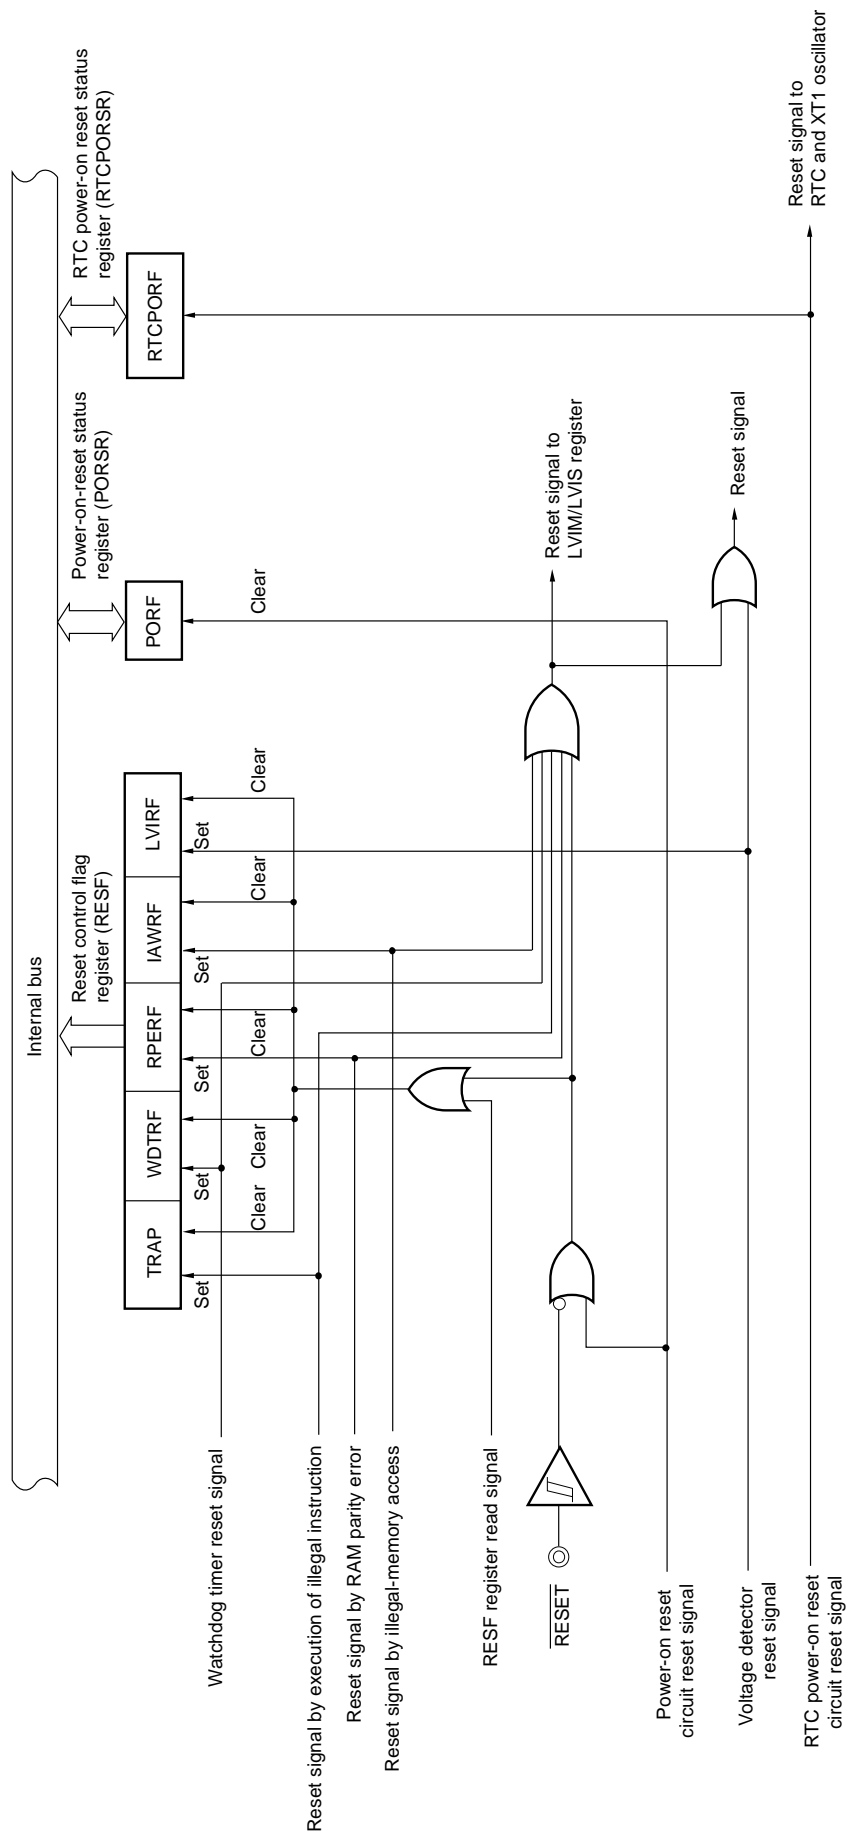 Internal bus
Reset control flag
register (RESF)
Power-on-reset status
register (PORSR)
RTC power-on reset status
register (RTCPORSR)
TRAP
WDTRF
RPERF
IAWRF
LVIRF
PORF
RTCPORF
Set
Clear
Set
Clear
Set
Clear
Set
Clear
Set
Clear
Clear
Watchdog timer reset signal
Reset signal by execution of illegal instruction
Reset signal by RAM parity error
Reset signal by illegal-memory access
RESF register read signal
RESET
Power-on reset
circuit reset signal
Voltage detector
reset signal
RTC power-on reset
circuit reset signal
Reset signal to
LVIM/LVIS register
Reset signal
Reset signal to
RTC and XT1 oscillator